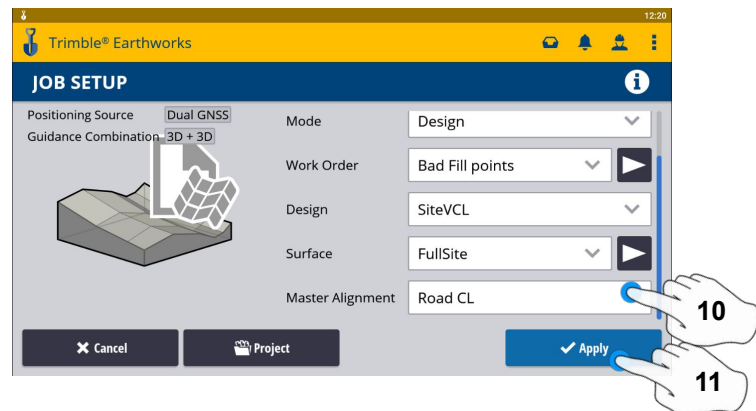 12:20
Trimble® Earthworks
JOB SETUP
Positioning Source Dual GNSS
Guidance Combination 3D + 3D
Mode Design
Work Order Bad Fill points
Design SiteVCL
Surface FullSite
Master Alignment Road CL
10
Cancel Project Apply
11